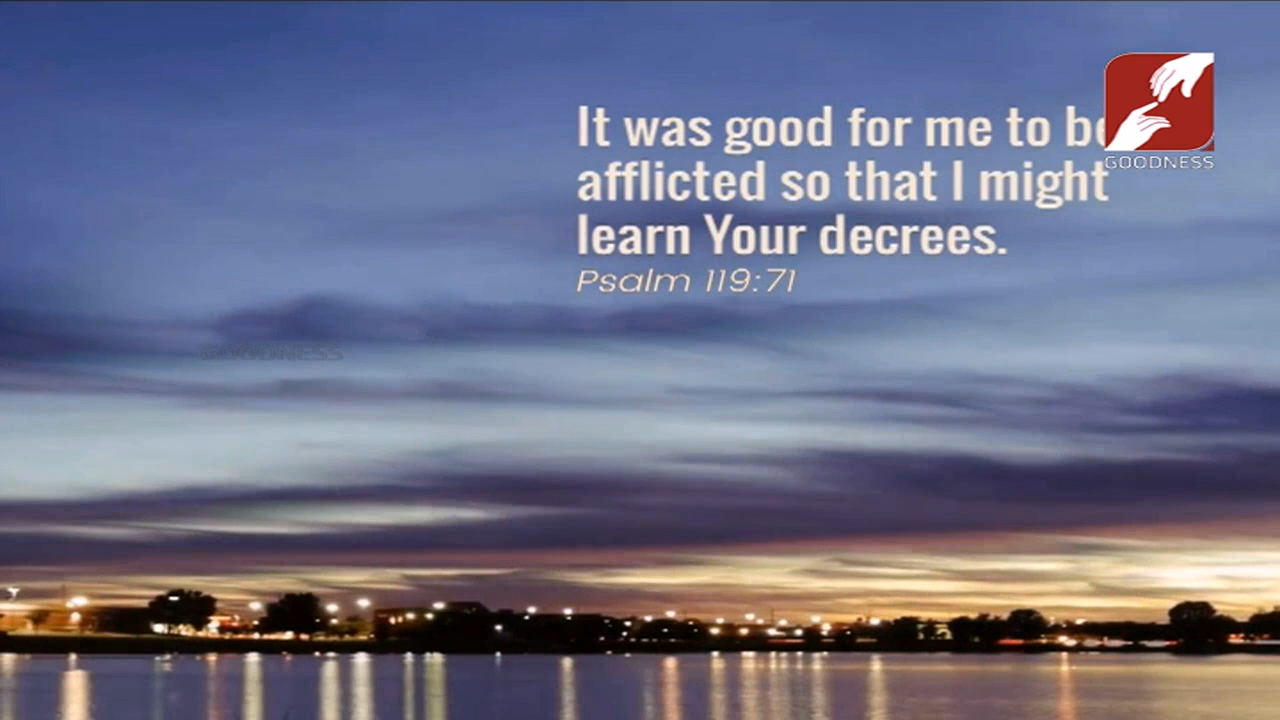 It was good for me to be
afflicted so that I might
learn Your decrees.
Psalm 119:71
GOODNESS
GOODNESS